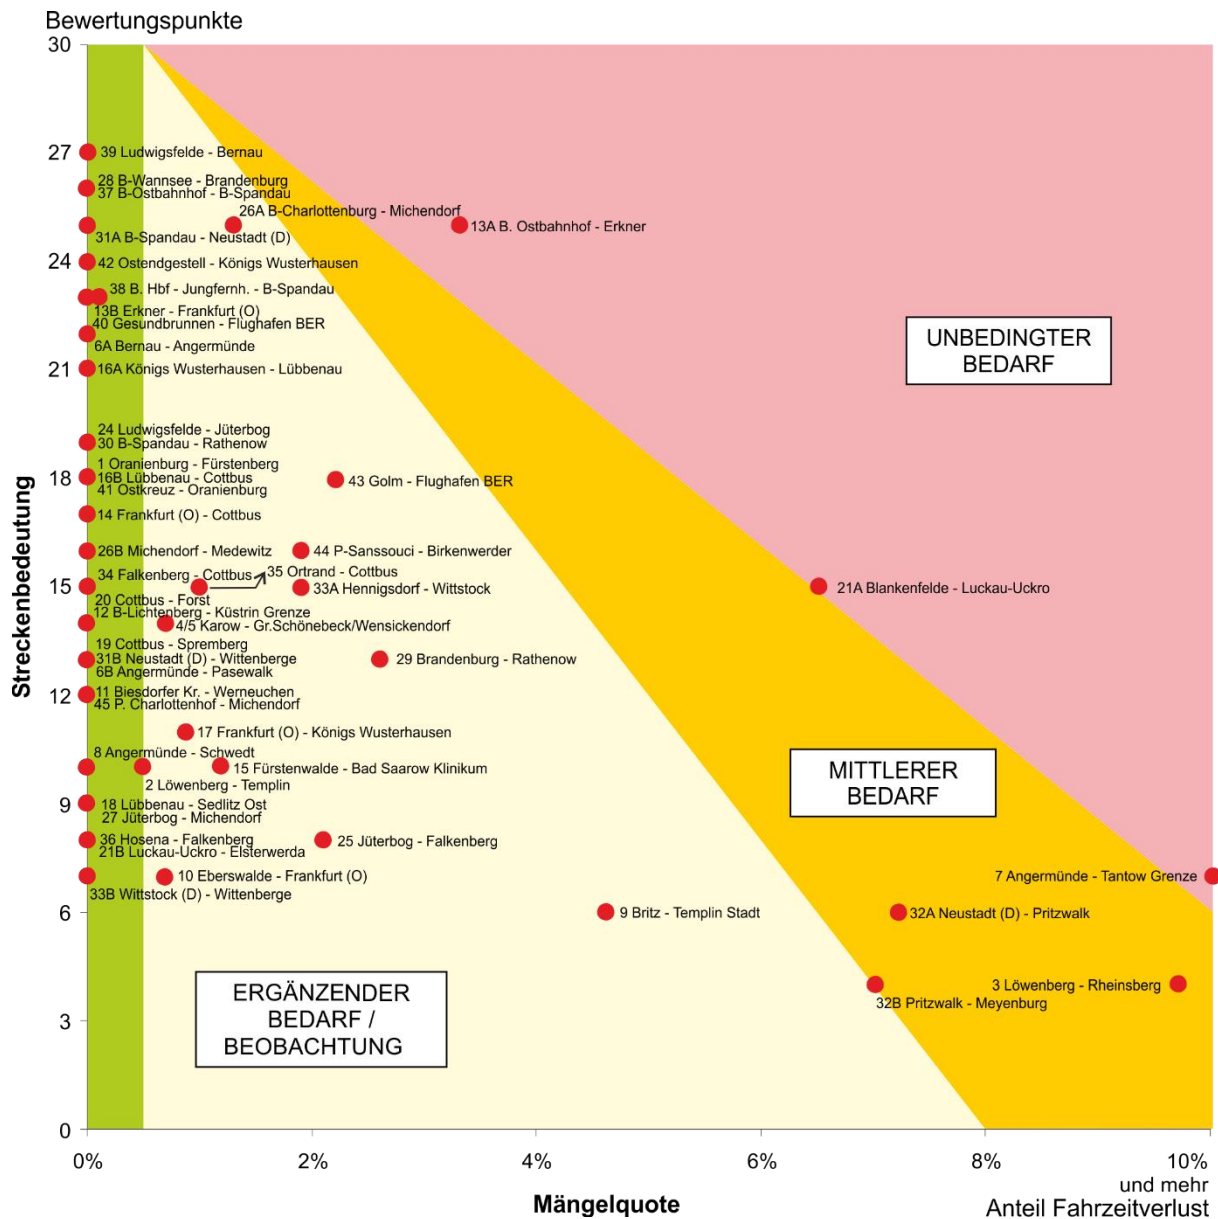 Bewertungspunkte
30
27
39 Ludwigsfelde - Bernau
28 B-Wannsee - Brandenburg
37 B-Ostbahnhof - B-Spandau
26A B-Charlottenburg - Michendorf
13A B. Ostbahnhof - Erkner
31A B-Spandau - Neustadt (D)
24
42 Ostendgestell - Königs Wusterhausen
38 B. Hbf - Jungfernh. - B-Spandau
13B Erkner - Frankfurt (O)
40 Gesundbrunnen - Flughafen BER
6A Bernau - Angermünde
UNBEDINGTER
BEDARF
21
16A Königs Wusterhausen - Lübbenau
24 Ludwigsfelde - Jüterbog
30 B-Spandau - Rathenow
1 Oranienburg - Fürstenberg
18
16B Lübbenau - Cottbus
41 Ostkreuz - Oranienburg
43 Golm - Flughafen BER
14 Frankfurt (O) - Cottbus
26B Michendorf - Medewitz
44 P-Sanssouci - Birkenwerder
34 Falkenberg - Cottbus
35 Ortrand - Cottbus
15
33A Hennigsdorf - Wittstock
21A Blankenfelde - Luckau-Uckro
20 Cottbus - Forst
12 B-Lichtenberg - Küstrin Grenze
4/5 Karow - Gr.Schönebeck/Wensickendorf
19 Cottbus - Spremberg
31B Neustadt (D) - Wittenberge
6B Angermünde - Pasewalk
29 Brandenburg - Rathenow
12
11 Biesdorfer Kr. - Werneuchen
45 P. Charlottenhof - Michendorf
17 Frankfurt (O) - Königs Wusterhausen
8 Angermünde - Schwedt
15 Fürstenwalde - Bad Saarow Klinikum
2 Löwenberg - Templin
MITTLERER
BEDARF
9
18 Lübbenau - Sedlitz Ost
27 Jüterbog - Michendorf
36 Hosena - Falkenberg
21B Luckau-Uckro - Elsterwerda
25 Jüterbog - Falkenberg
10 Eberswalde - Frankfurt (O)
7 Angermünde - Tantow Grenze
33B Wittstock (D) - Wittenberge
6
9 Britz - Templin Stadt
32A Neustadt (D) - Pritzwalk
3 Löwenberg - Rheinsberg
32B Pritzwalk - Meyenburg
ERGÄNZENDER
BEDARF /
BEOBACHTUNG
3
0
Streckenbedeutung
0%
2%
4%
6%
8%
10%
und mehr
Mängelquote
Anteil Fahrzeitverlust